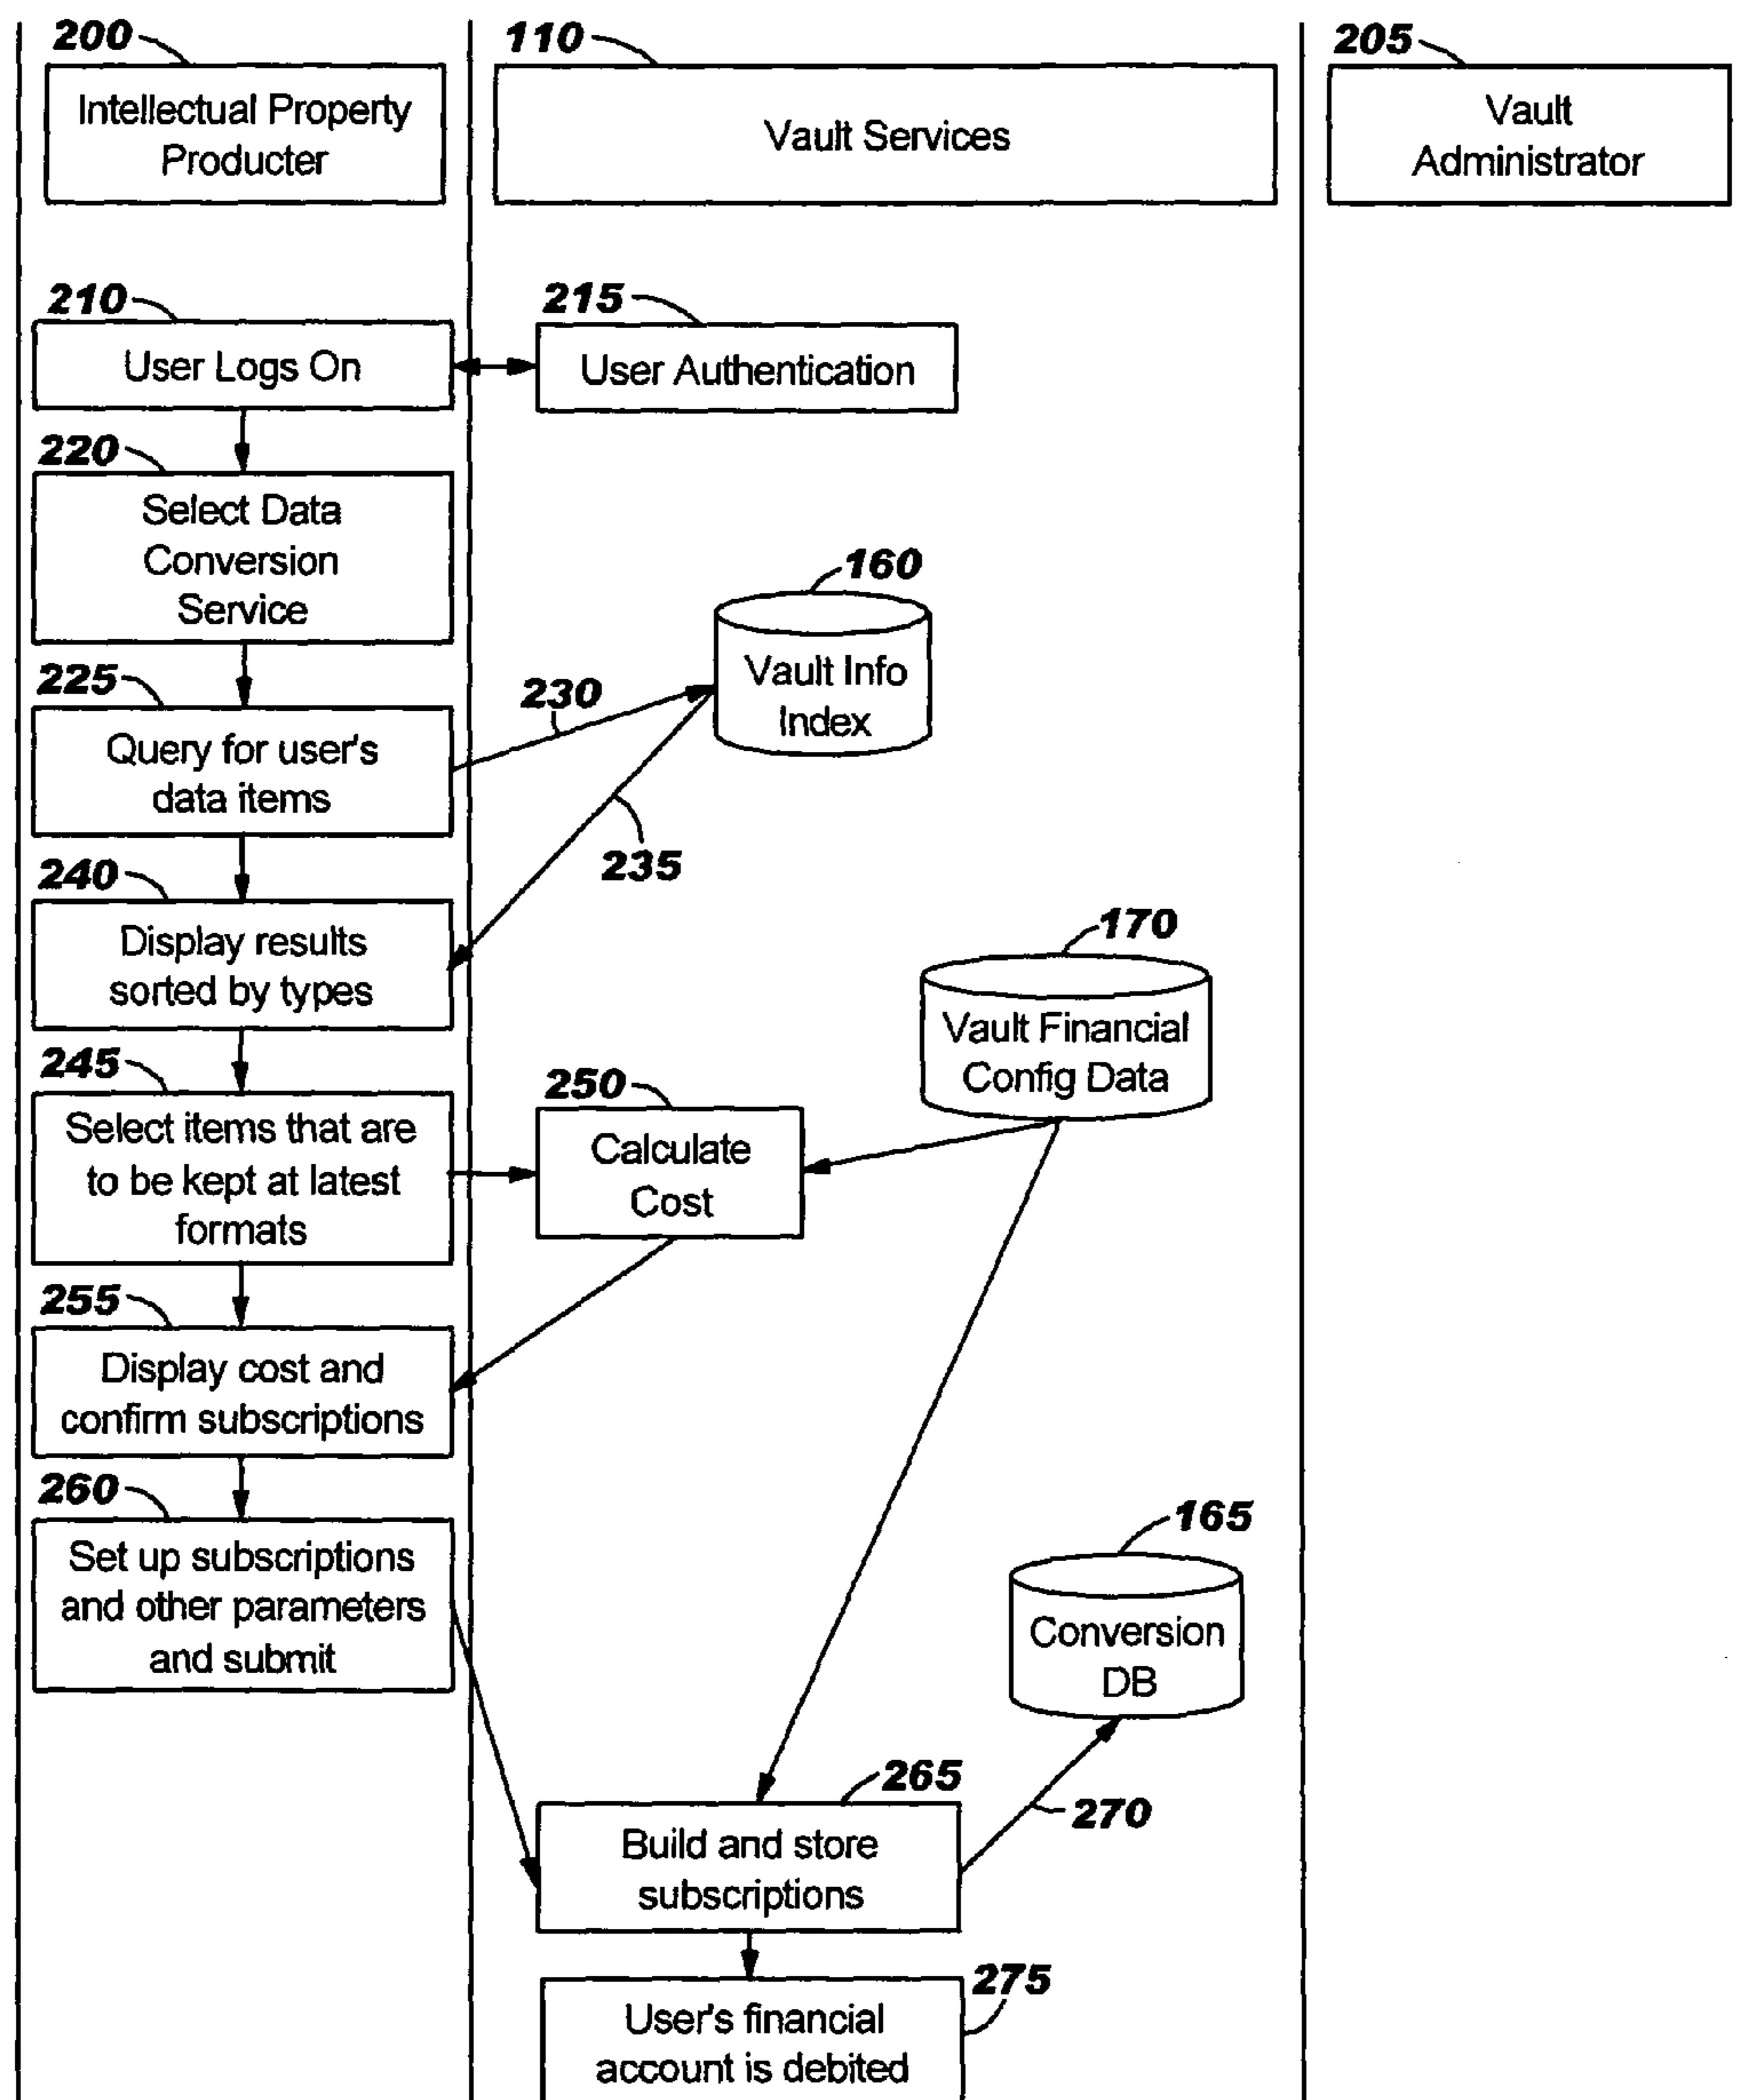 200
110
205
Intellectual Property
Producter
Vault Services
Vault
Administrator
210
215
User Logs On
User Authentication
220
Select Data
Conversion
Service
160
Vault Info
Index
225
230
Query for user's
data items
235
240
Display results
sorted by types
170
Vault Financial
Config Data
245
250
Select items that are
to be kept at latest
formats
Calculate
Cost
255
Display cost and
confirm subscriptions
260
Set up subscriptions
and other parameters
and submit
165
Conversion
DB
265
270
Build and store
subscriptions
275
User's financial
account is debited